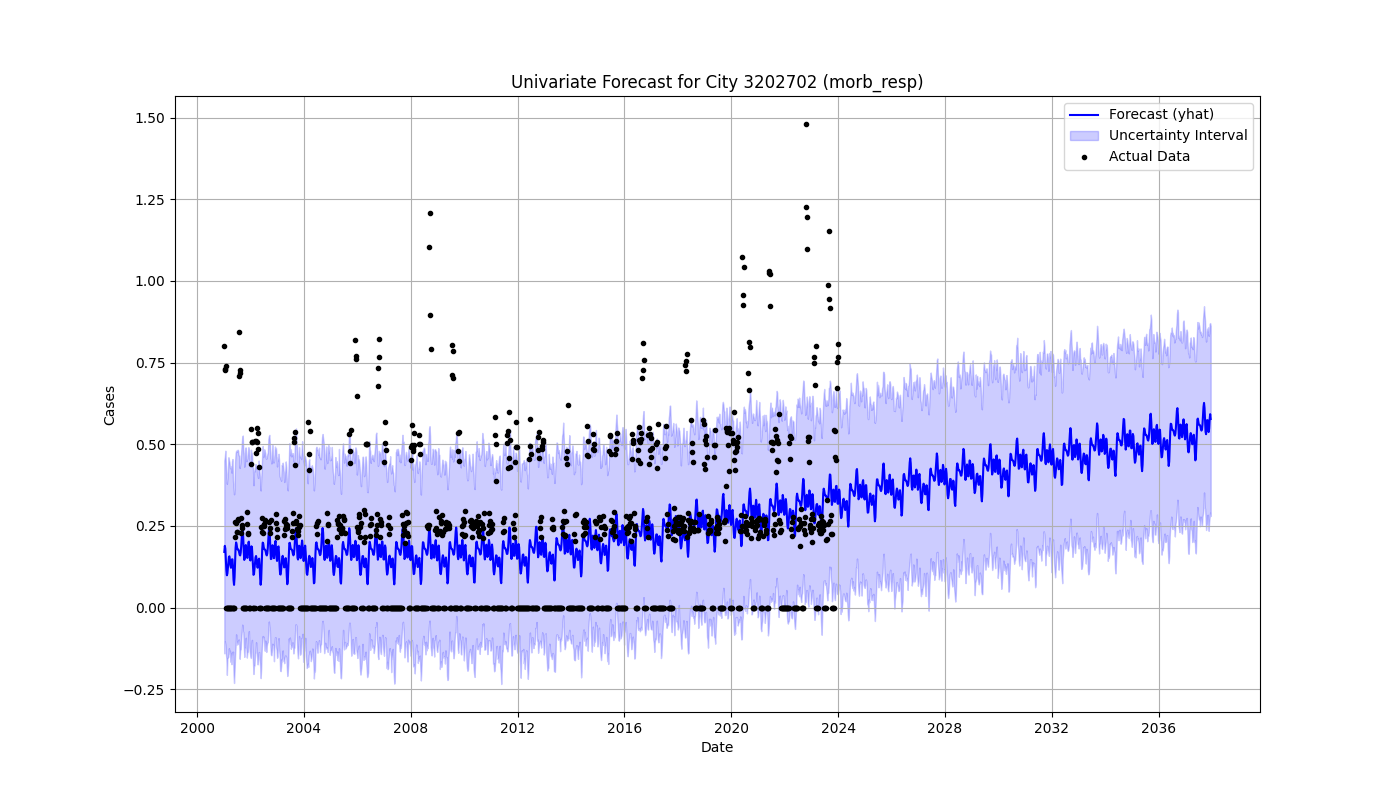 Univariate Forecast for City 3202702 (morb_resp)
Forecast (yhat)
Uncertainty Interval
Actual Data
Cases
1.50
1.25
1.00
0.75
0.50
0.25
0.00
−0.25
2000 2004 2008 2012 2016 2020 2024 2028 2032 2036
Date